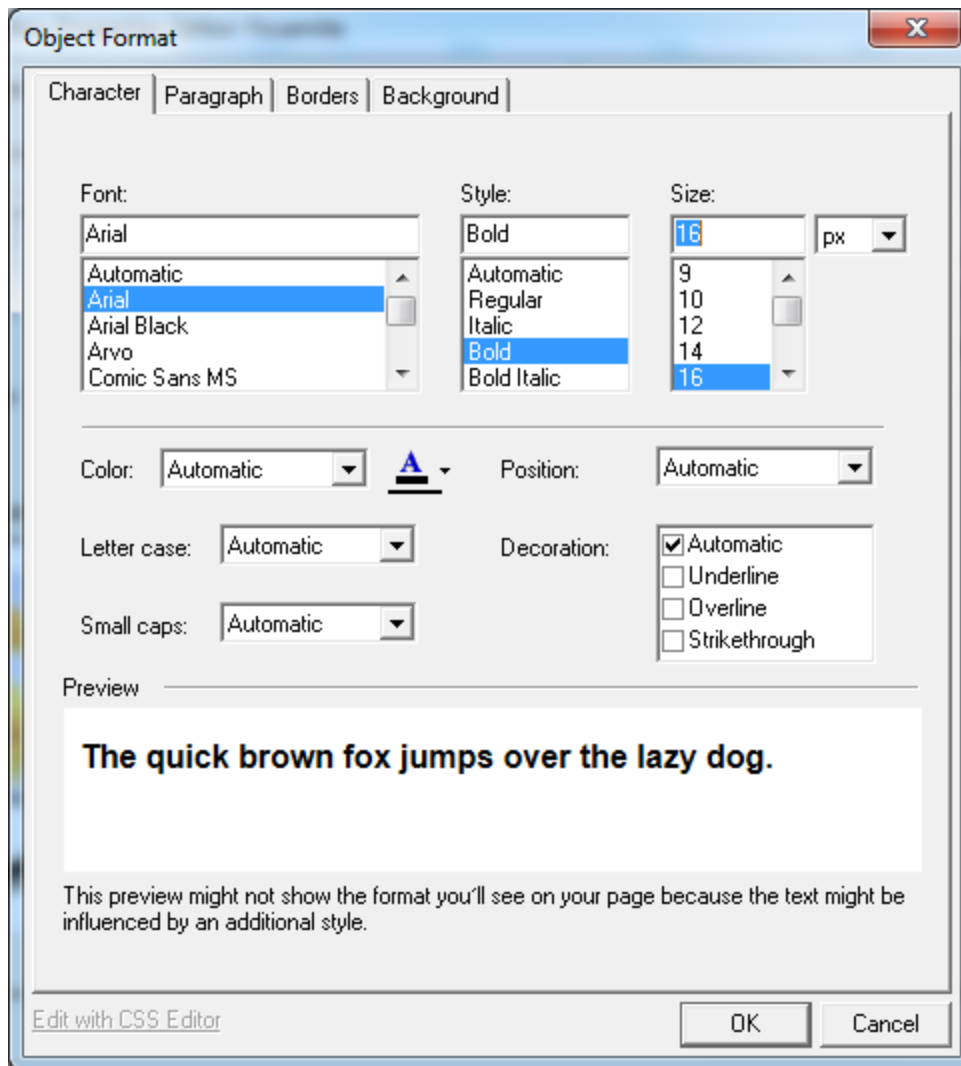 Object Format
Character Paragraph Borders Background
Font: Style: Size:
Arial Bold 16 px
Automatic Automatic 9
Arial Regular 10
Arial Black Italic 12
Arvo Bold 14
Comic Sans MS Bold Italic 16
Color: Automatic A Position: Automatic
Letter case: Automatic Decoration: Automatic
Underline
Small caps: Automatic Overline
Strikethrough
Preview
The quick brown fox jumps over the lazy dog.
This preview might not show the format you'll see on your page because the text might be
influenced by an additional style.
Edit with CSS Editor OK Cancel